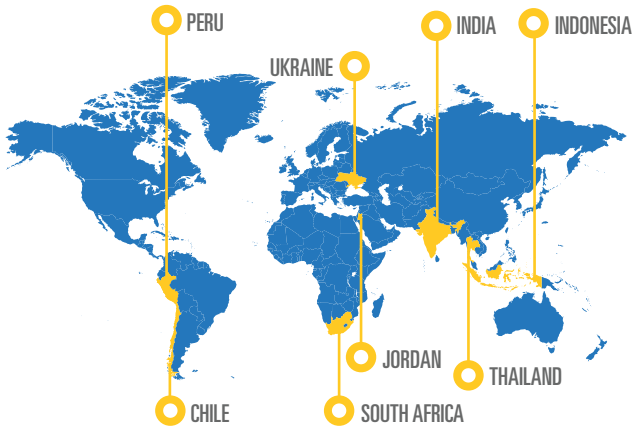 PERU
INDIA
INDONESIA
UKRAINE
JORDAN
THAILAND
CHILE
SOUTH AFRICA